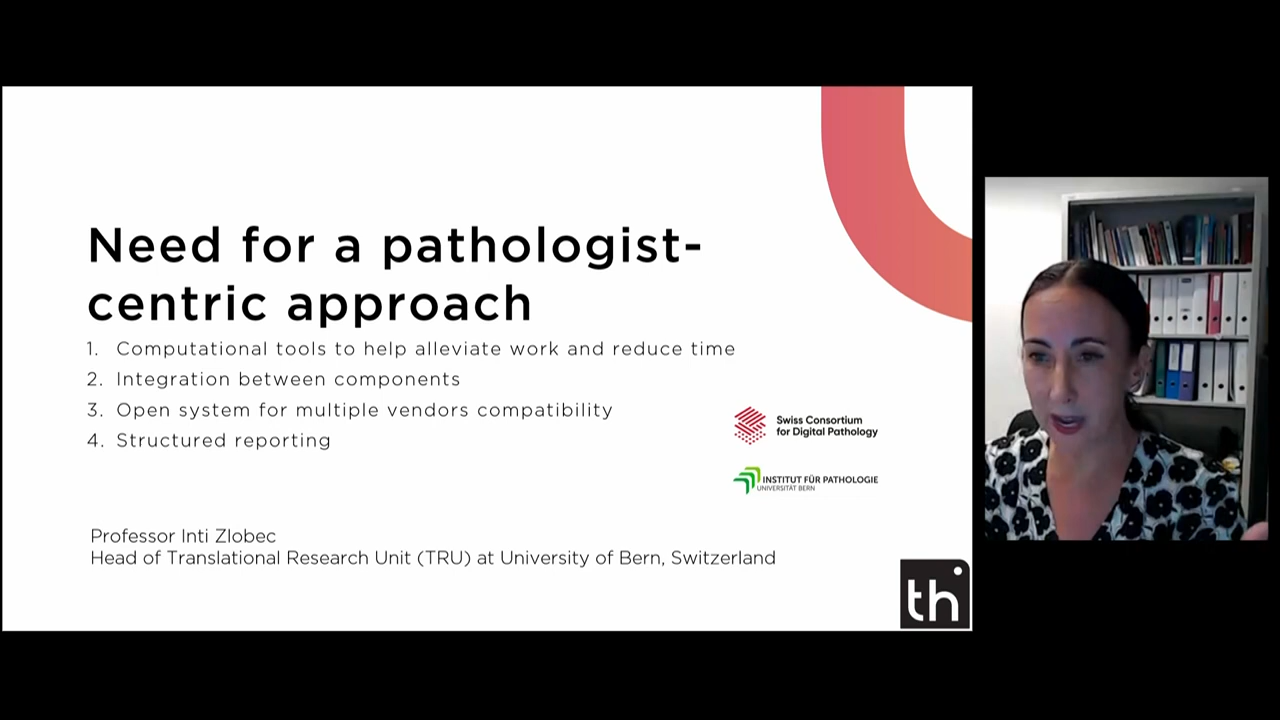 Need for a pathologist-
centric approach
1. Computational tools to help alleviate work and reduce time
2. Integration between components
3. Open system for multiple vendors compatibility
4. Structured reporting
Swiss Consortium
for Digital Pathology
INSTITUT FÜR PATHOLOGIE
UNIVERSITÄT BERN
Professor Inti Zlobec
Head of Translational Research Unit (TRU) at University of Bern, Switzerland
th